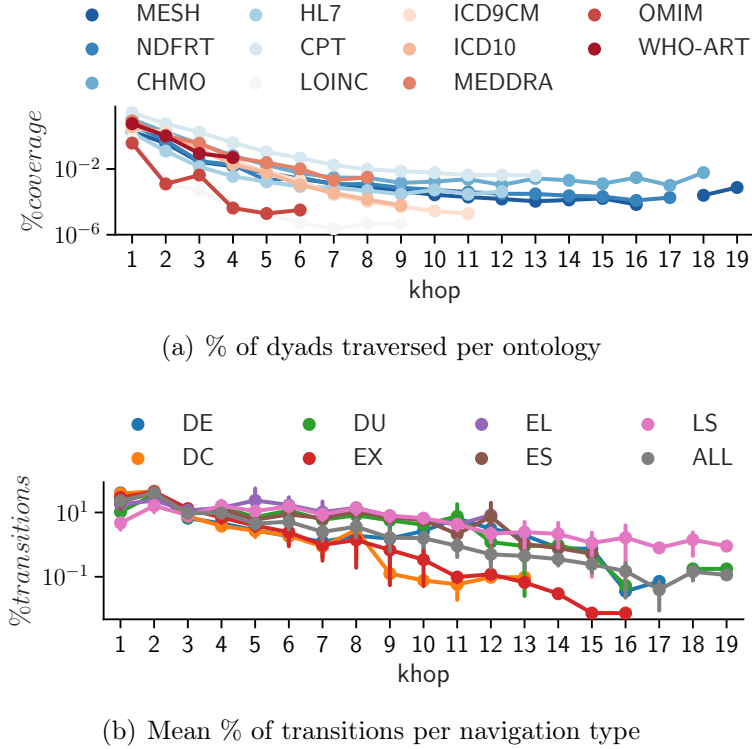 MESH HL7 ICD9CM OMIM
NDFRT CPT ICD10 WHO-ART
CHMO LOINC MEDDRA
%coverage
10−2
10−6
1 2 3 4 5 6 7 8 9 10 11 12 13 14 15 16 17 18 19
khop
(a) % of dyads traversed per ontology
DE DU EL LS
DC EX ES ALL
%transitions
101
10−1
1 2 3 4 5 6 7 8 9 10 11 12 13 14 15 16 17 18 19
khop
(b) Mean % of transitions per navigation type